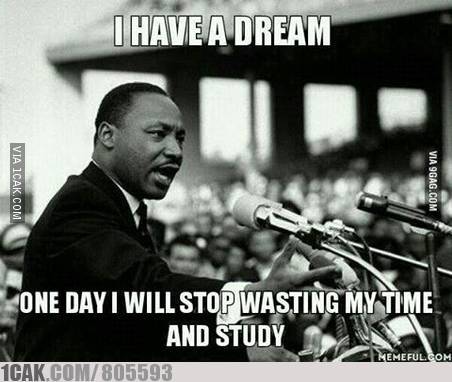 I HAVE A DREAM
VIA 1CAK.COM
VIA 9GAG.COM
ONE DAY I WILL STOP WASTING MY TIME
AND STUDY
MEMEFUL.COM
1CAK.COM/805593